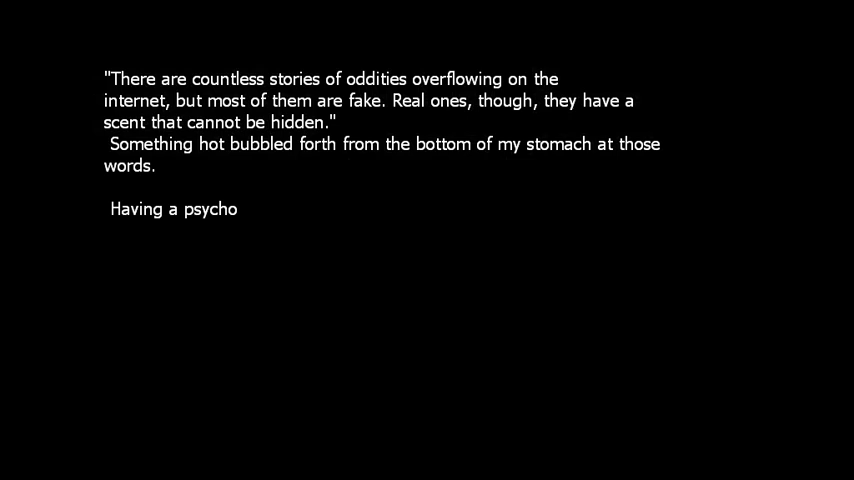 "There are countless stories of oddities overflowing on the
internet, but most of them are fake. Real ones, though, they have a
scent that cannot be hidden."
Something hot bubbled forth from the bottom of my stomach at those
words.
Having a psycho